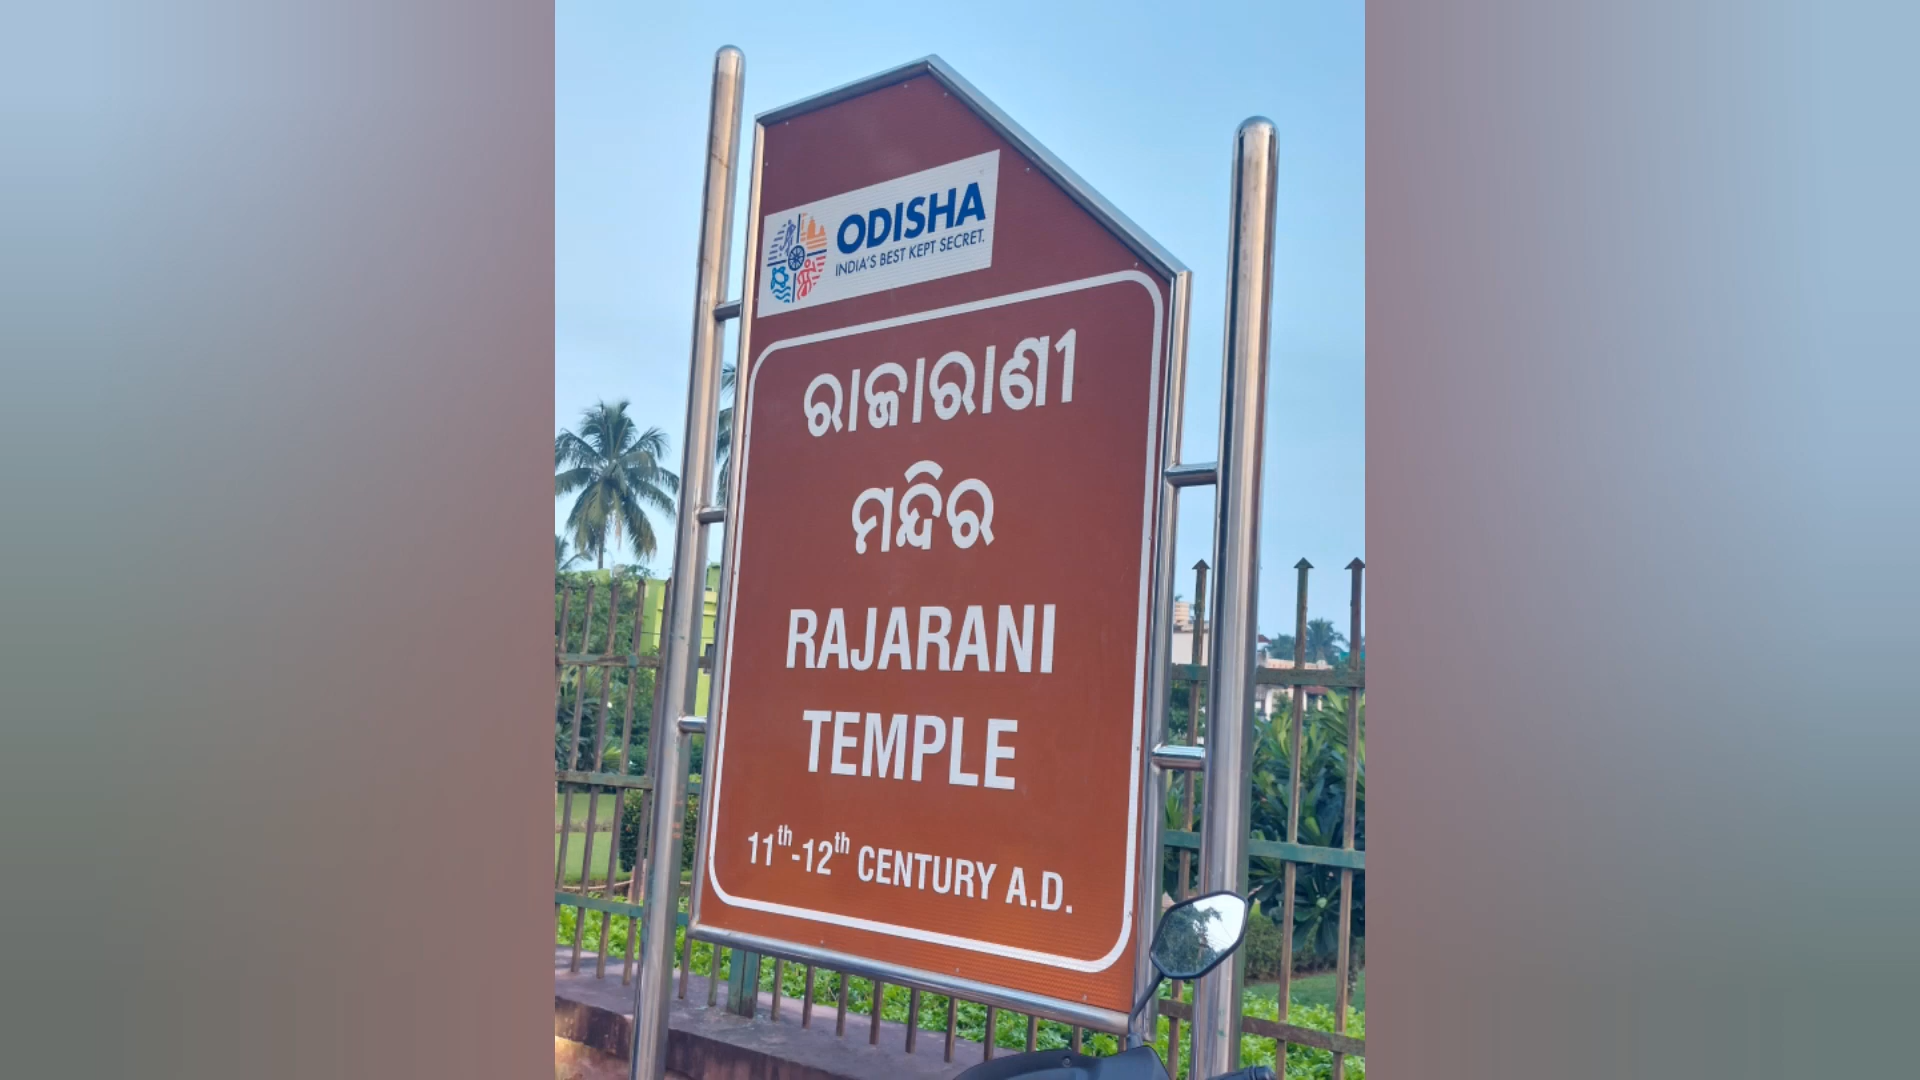 ODISHA
INDIA'S BEST KEPT SECRET.
ରାଜାରାଣୀ
ମନ୍ଦିର
RAJARANI
TEMPLE
11th-12th CENTURY A.D.